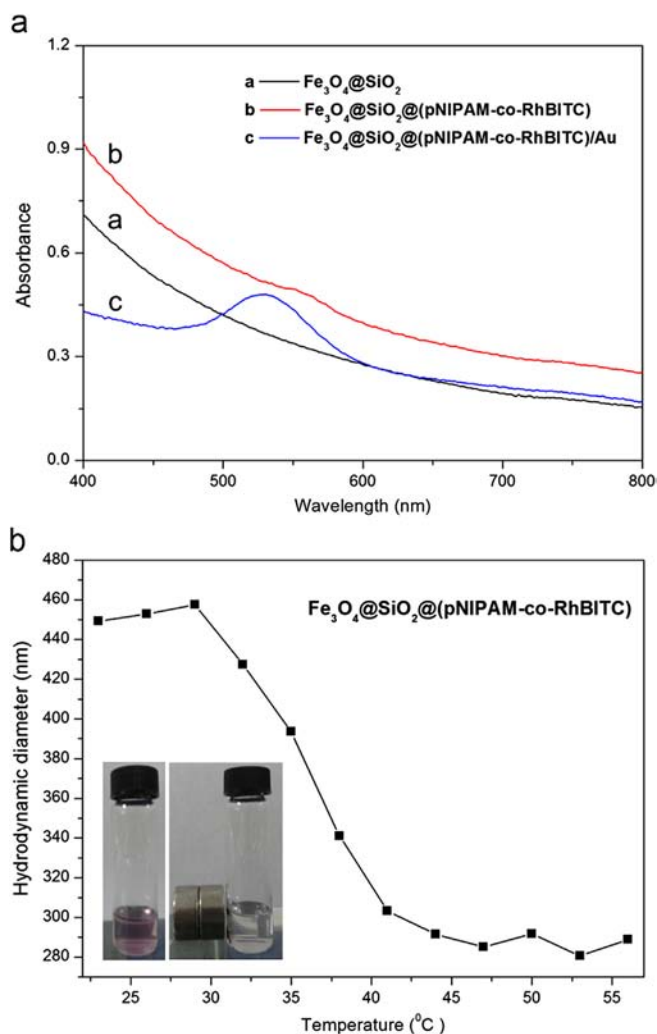 a
1.2
0.9
0.6
0.3
0.0
Absorbance
a Fe₃O₄@SiO₂
b Fe₃O₄@SiO₂@(pNIPAM-co-RhBITC)
c Fe₃O₄@SiO₂@(pNIPAM-co-RhBITC)/Au
b
a
c
400 500 600 700 800
Wavelength (nm)
b
480
460
440
420
400
380
360
340
320
300
280
Hydrodynamic diameter (nm)
Fe₃O₄@SiO₂@(pNIPAM-co-RhBITC)
25 30 35 40 45 50 55
Temperature (⁰C)